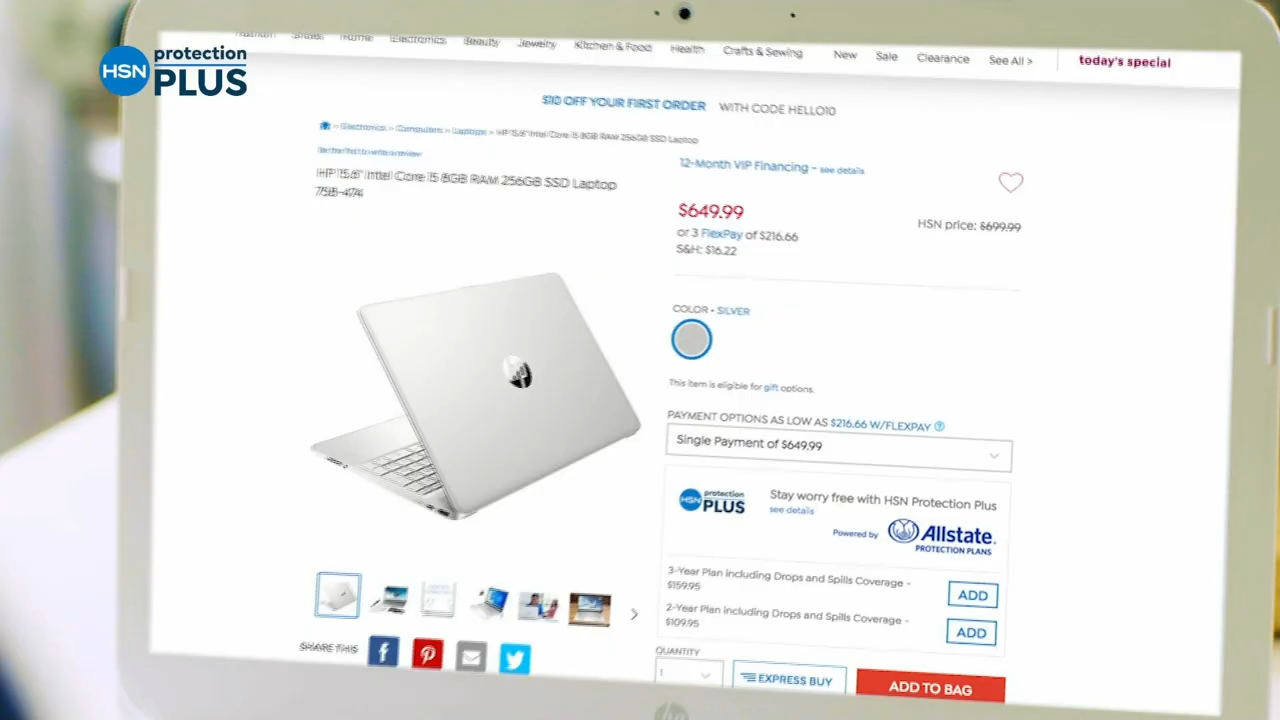 HSN protection PLUS
Fashion Shoes Home Electronics Beauty Jewelry Kitchen & Food Health Crafts & Sewing New Sale Clearance See All > today's special
$10 OFF YOUR FIRST ORDER WITH CODE HELLO10
> Electronics > Computers > Laptops > HP 15.6" Intel Core i5 8GB RAM 256GB SSD Laptop
Be the first to write a review
12-Month VIP Financing - see details
HP 15.6" Intel Core i5 8GB RAM 256GB SSD Laptop
758-474
$649.99
HSN price: $699.99
or 3 FlexPay of $216.66
S&H: $16.22
COLOR - SILVER
This item is eligible for gift options.
PAYMENT OPTIONS AS LOW AS $216.66 W/FLEXPAY ?
Single Payment of $649.99
HSN protection PLUS
Stay worry free with HSN Protection Plus
see details
Powered by Allstate.
PROTECTION PLANS
3-Year Plan including Drops and Spills Coverage -
$159.95
ADD
2-Year Plan including Drops and Spills Coverage -
$109.95
ADD
SHARE THIS
QUANTITY
1
EXPRESS BUY
ADD TO BAG
hp